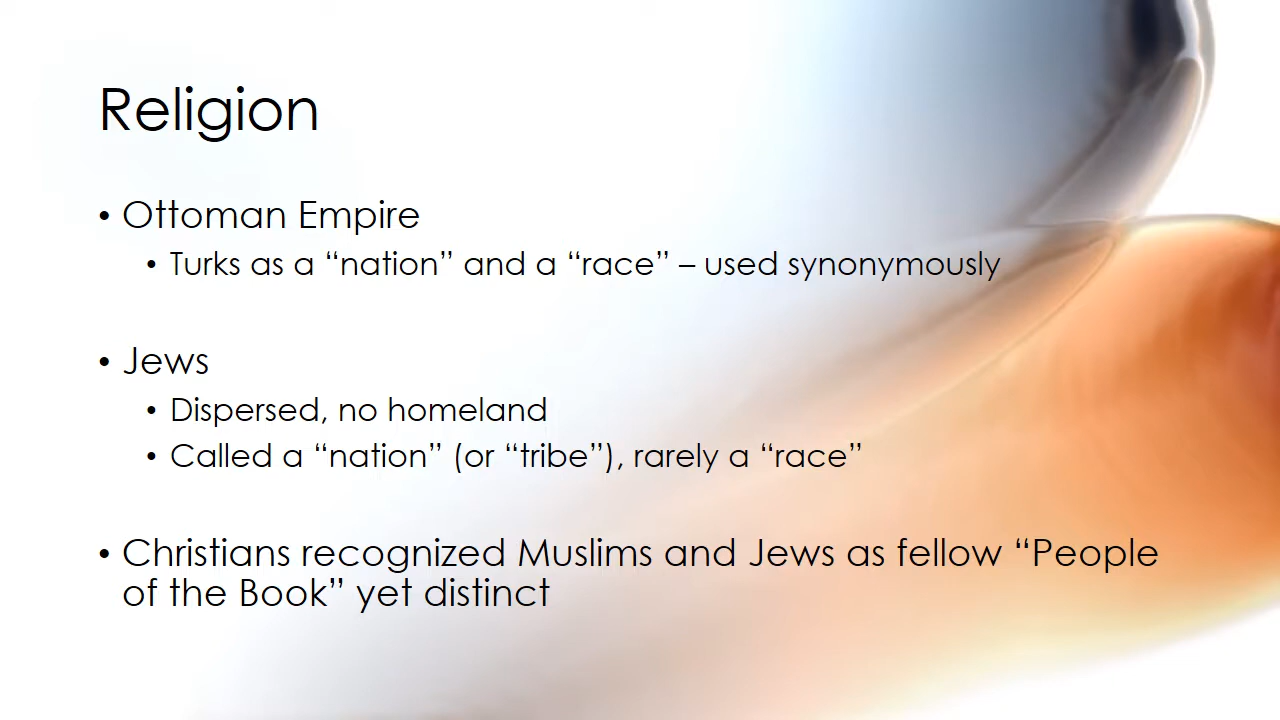 Religion
• Ottoman Empire
• Turks as a “nation” and a “race” – used synonymously
• Jews
• Dispersed, no homeland
• Called a “nation” (or “tribe”), rarely a “race”
• Christians recognized Muslims and Jews as fellow “People
of the Book” yet distinct